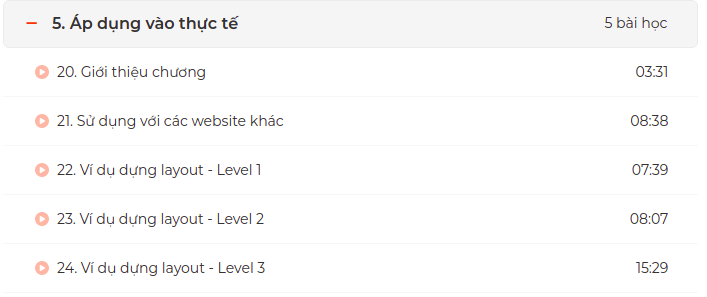 5. Áp dụng vào thực tế 5 bài học
20. Giới thiệu chương 03:31
21. Sử dụng với các website khác 08:38
22. Ví dụ dựng layout - Level 1 07:39
23. Ví dụ dựng layout - Level 2 08:07
24. Ví dụ dựng layout - Level 3 15:29